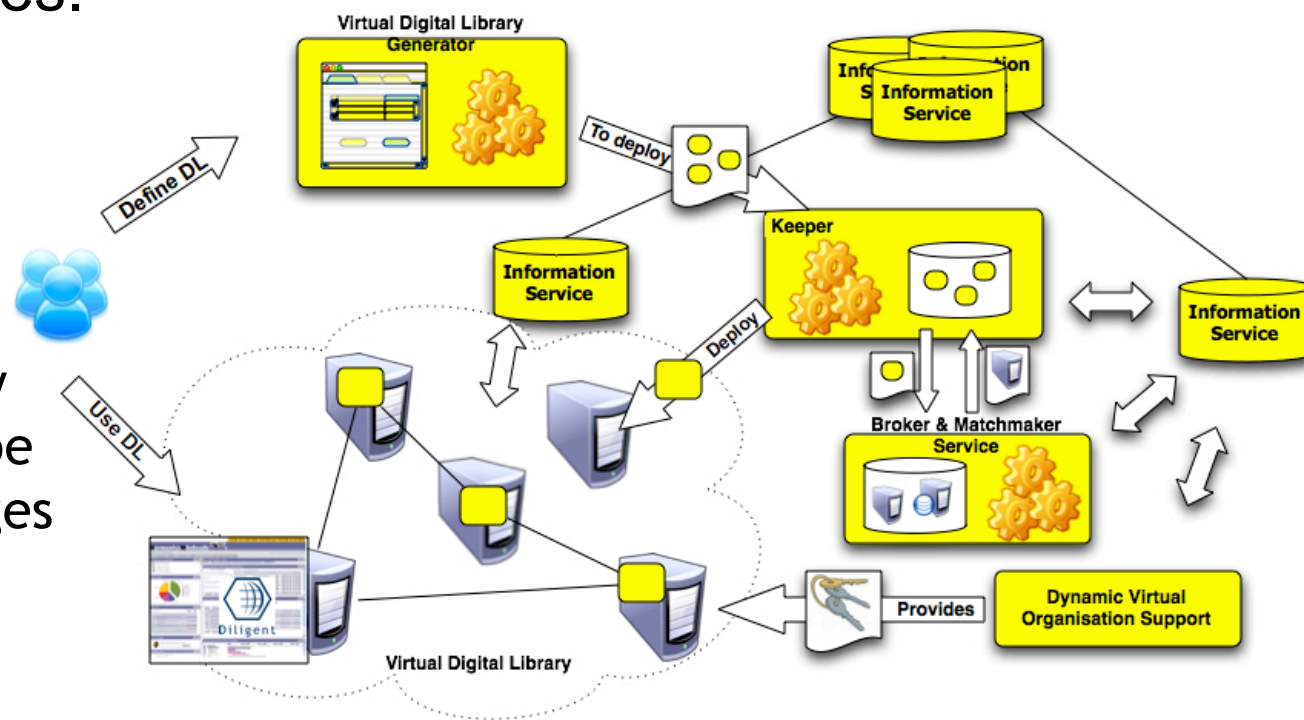 Virtual Digital Library
Generator
Information
Service
To deploy
Define DL
Keeper
Information
Service
Information
Service
Deploy
Use DL
Broker & Matchmaker
Service
Diligent
Provides
Dynamic Virtual
Organisation Support
Virtual Digital Library